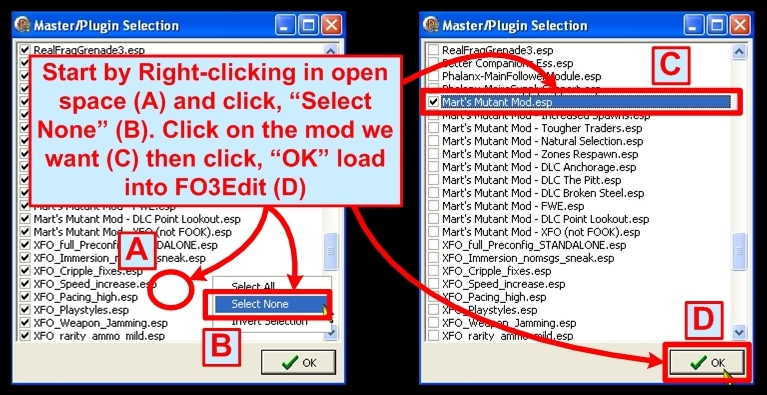 Master/Plugin Selection
RealFragGrenade3.esp
Start by Right-clicking in open
space (A) and click, “Select
None” (B). Click on the mod we
want (C) then click, “OK” load
into FO3Edit (D)
Mart's Mutant Mod - FWE.esp
Mart's Mutant Mod - DLC Point Lookout.esp
Mart's Mutant Mod - XFO (not FOOK).esp
XFO_full_Preconfig_STANDALONE.esp
XFO_Immersion_nomsgs_sneak.esp
A
XFO_Cripple_fixes.esp
XFO_Speed_increase.esp
XFO_Pacing_high.esp
XFO_Playstyles.esp
XFO_Weapon_Jamming.esp
XFO_rarity_ammo_mild.esp
Select All
Select None
Invert Selection
B
OK
Master/Plugin Selection
RealFragGrenade3.esp
Better Companions Ess.esp
Phalanx-MainFollowerModule.esp
C
Mart's Mutant Mod.esp
Mart's Mutant Mod - Increased Spawns.esp
Mart's Mutant Mod - Tougher Traders.esp
Mart's Mutant Mod - Natural Selection.esp
Mart's Mutant Mod - Zones Respawn.esp
Mart's Mutant Mod - DLC Anchorage.esp
Mart's Mutant Mod - DLC The Pitt.esp
Mart's Mutant Mod - DLC Broken Steel.esp
Mart's Mutant Mod - FWE.esp
Mart's Mutant Mod - DLC Point Lookout.esp
Mart's Mutant Mod - XFO (not FOOK).esp
XFO_full_Preconfig_STANDALONE.esp
XFO_Immersion_nomsgs_sneak.esp
XFO_Cripple_fixes.esp
XFO_Speed_increase.esp
XFO_Pacing_high.esp
XFO_Playstyles.esp
XFO_Weapon_Jamming.esp
XFO_rarity_ammo_mild.esp
D
OK